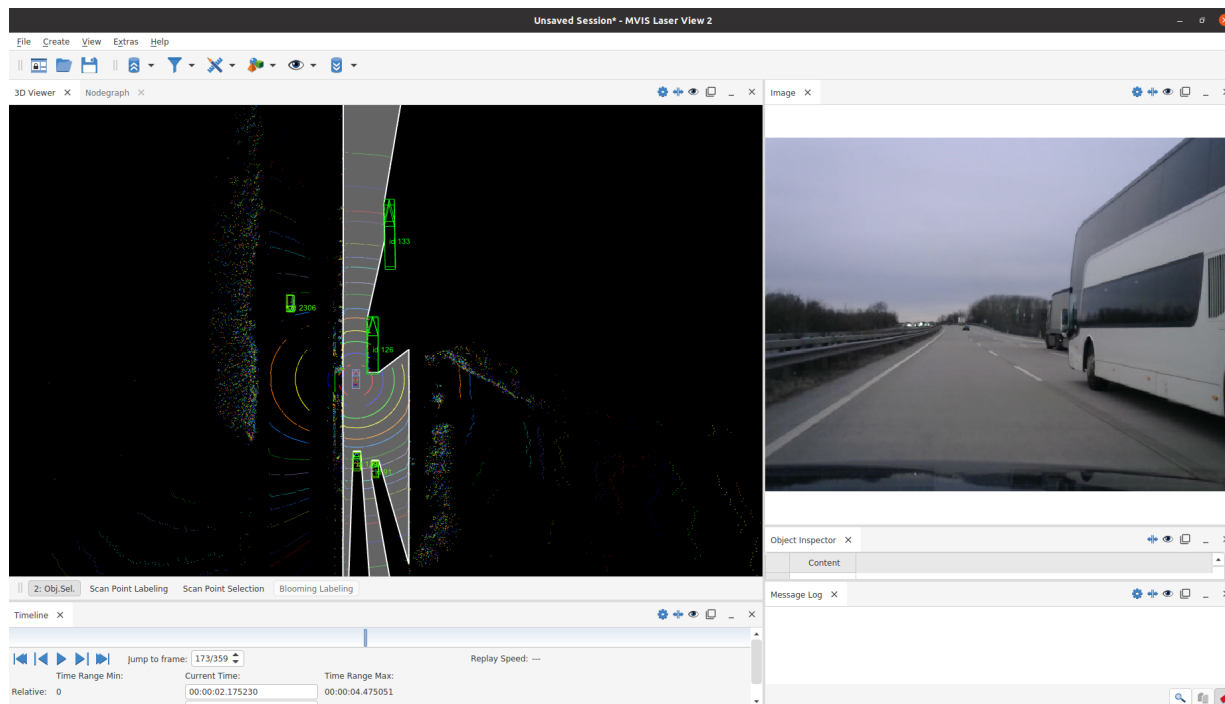 Unsaved Session* - MVIS Laser View 2
File Create View Extras Help
3D Viewer Nodegraph
id 133
2306
id 126
Image
Object Inspector
Content
2: Obj.Sel. Scan Point Labeling Scan Point Selection Blooming Labeling
Message Log
Timeline
Jump to frame: 173/359 Replay Speed: ---
Time Range Min: Current Time: Time Range Max:
Relative: 0 00:00:02.175230 00:00:04.475051